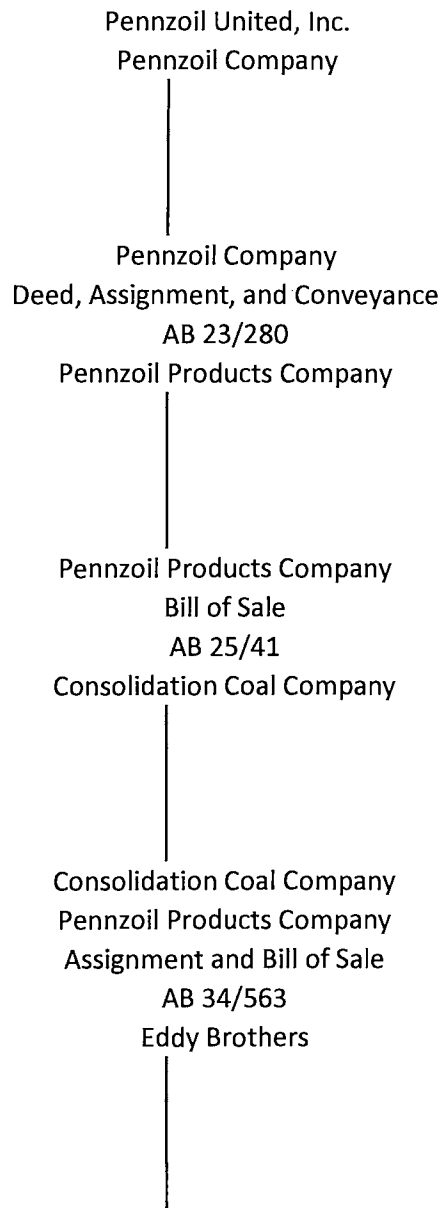 Pennzoil United, Inc.
Pennzoil Company
Pennzoil Company
Deed, Assignment, and Conveyance
AB 23/280
Pennzoil Products Company
Pennzoil Products Company
Bill of Sale
AB 25/41
Consolidation Coal Company
Consolidation Coal Company
Pennzoil Products Company
Assignment and Bill of Sale
AB 34/563
Eddy Brothers